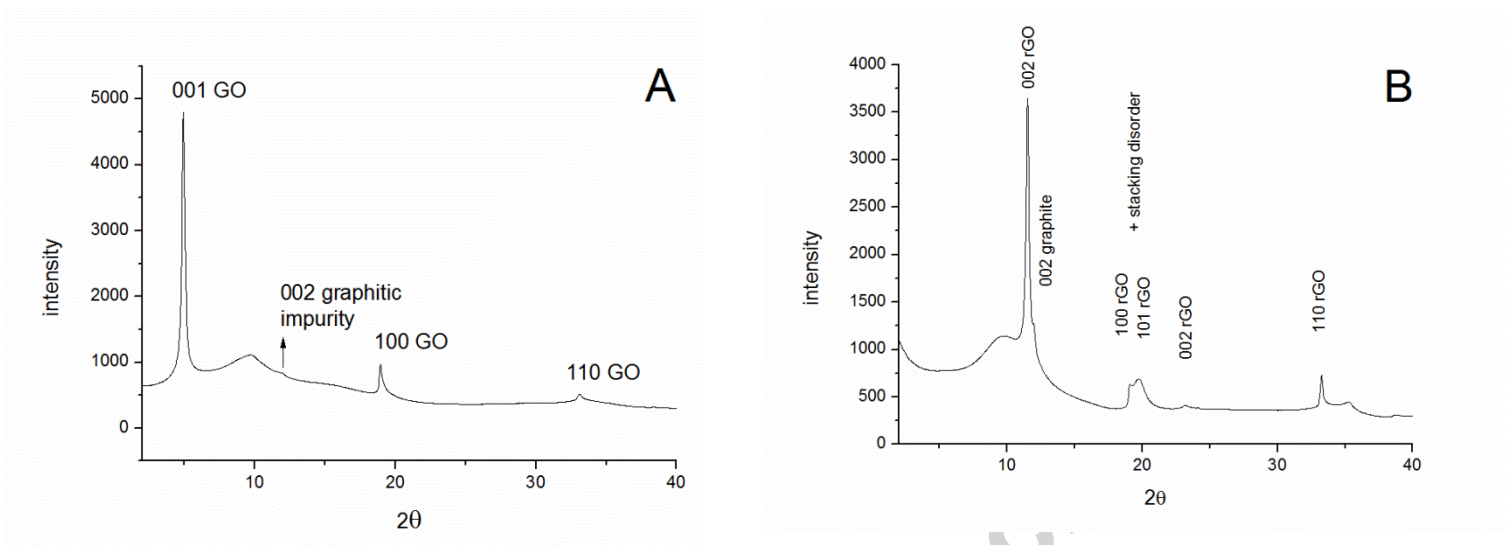 A
001 GO
002 graphitic
impurity
100 GO
110 GO
intensity
5000
4000
3000
2000
1000
0
10
20
30
40
2θ
B
002 rGO
002 graphite
+ stacking disorder
100 rGO
101 rGO
002 rGO
110 rGO
intensity
4000
3500
3000
2500
2000
1500
1000
500
0
10
20
30
40
2θ